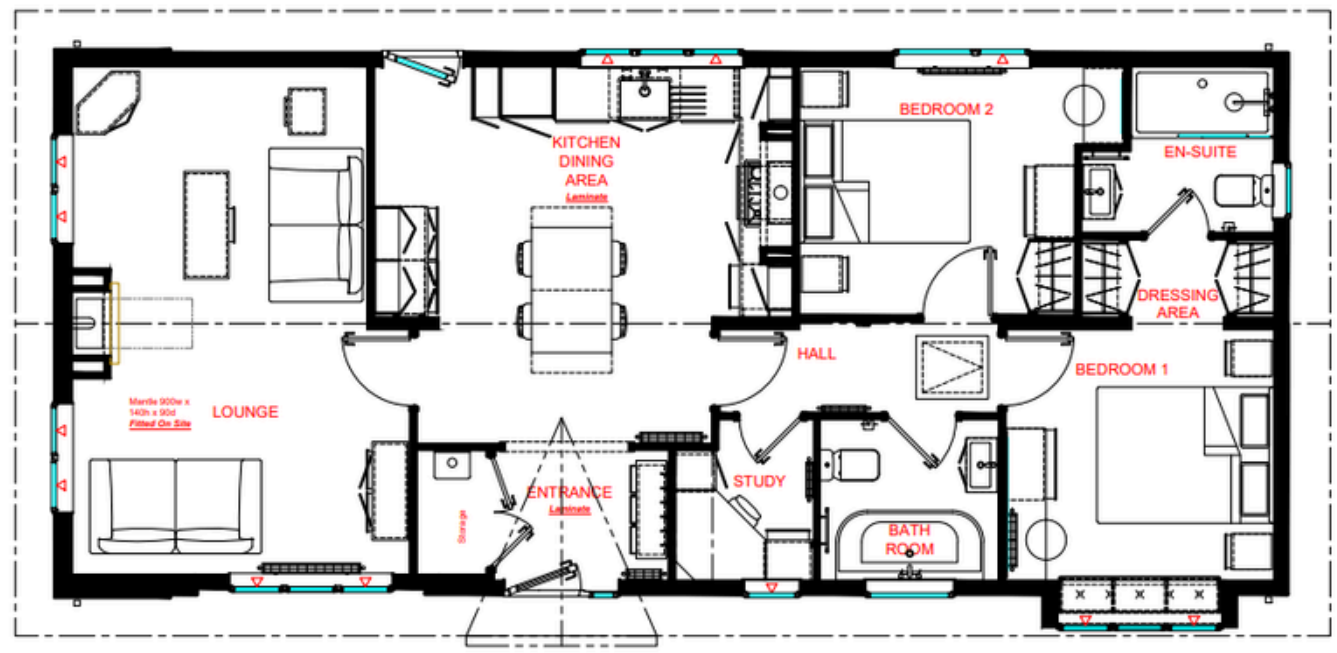 BEDROOM 2
KITCHEN
DINING
AREA
Laminate
EN-SUITE
DRESSING
AREA
HALL
BEDROOM 1
Mantle 900w x
140h x 90d
Fitted On Site
LOUNGE
STUDY
ENTRANCE
Laminate
Storage
BATH
ROOM